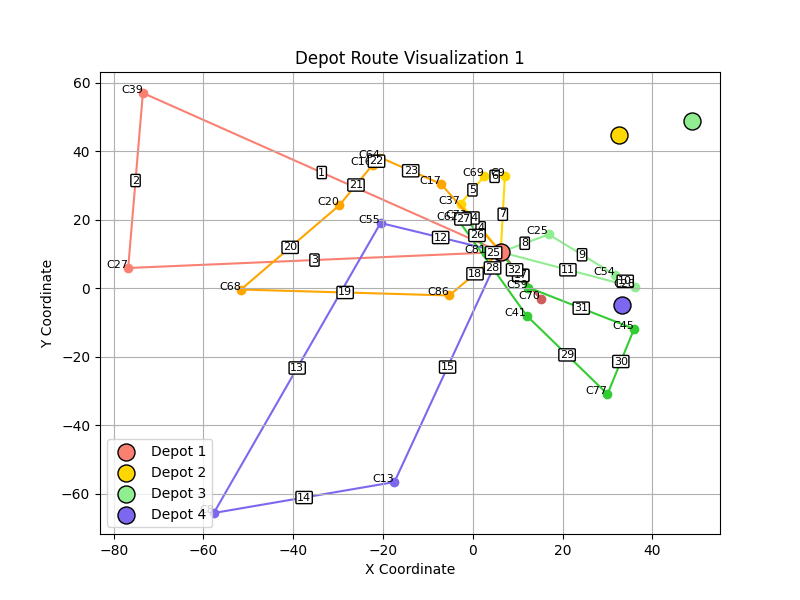 Depot Route Visualization 1
Y Coordinate
X Coordinate
60
40
20
0
−20
−40
−60
−80
−60
−40
−20
0
20
40
C39
1
2
C27
3
C64
22
C16
21
23
C17
C20
20
C68
19
C86
18
C55
12
13
14
C13
15
C69
6
5
C37
7
26
25
28
32
C25
8
9
C54
11
C59
C70
C41
31
C45
29
30
C77
Depot 1
Depot 2
Depot 3
Depot 4